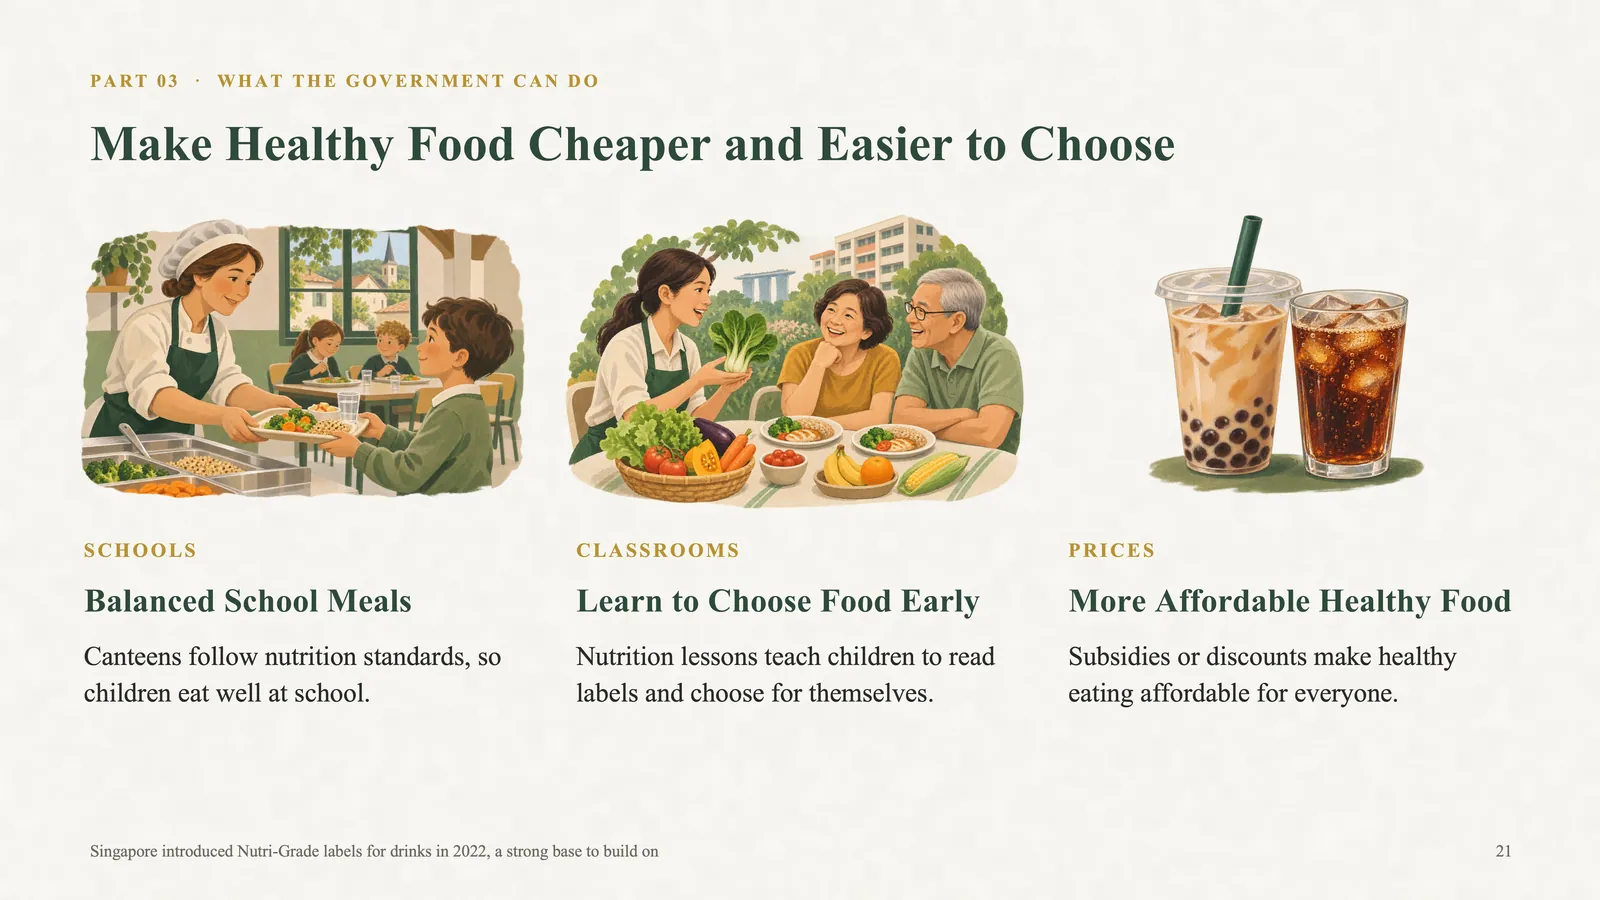 PART 03 · WHAT THE GOVERNMENT CAN DO
Make Healthy Food Cheaper and Easier to Choose
SCHOOLS
Balanced School Meals
Canteens follow nutrition standards, so
children eat well at school.
CLASSROOMS
Learn to Choose Food Early
Nutrition lessons teach children to read
labels and choose for themselves.
PRICES
More Affordable Healthy Food
Subsidies or discounts make healthy
eating affordable for everyone.
Singapore introduced Nutri-Grade labels for drinks in 2022, a strong base to build on
21